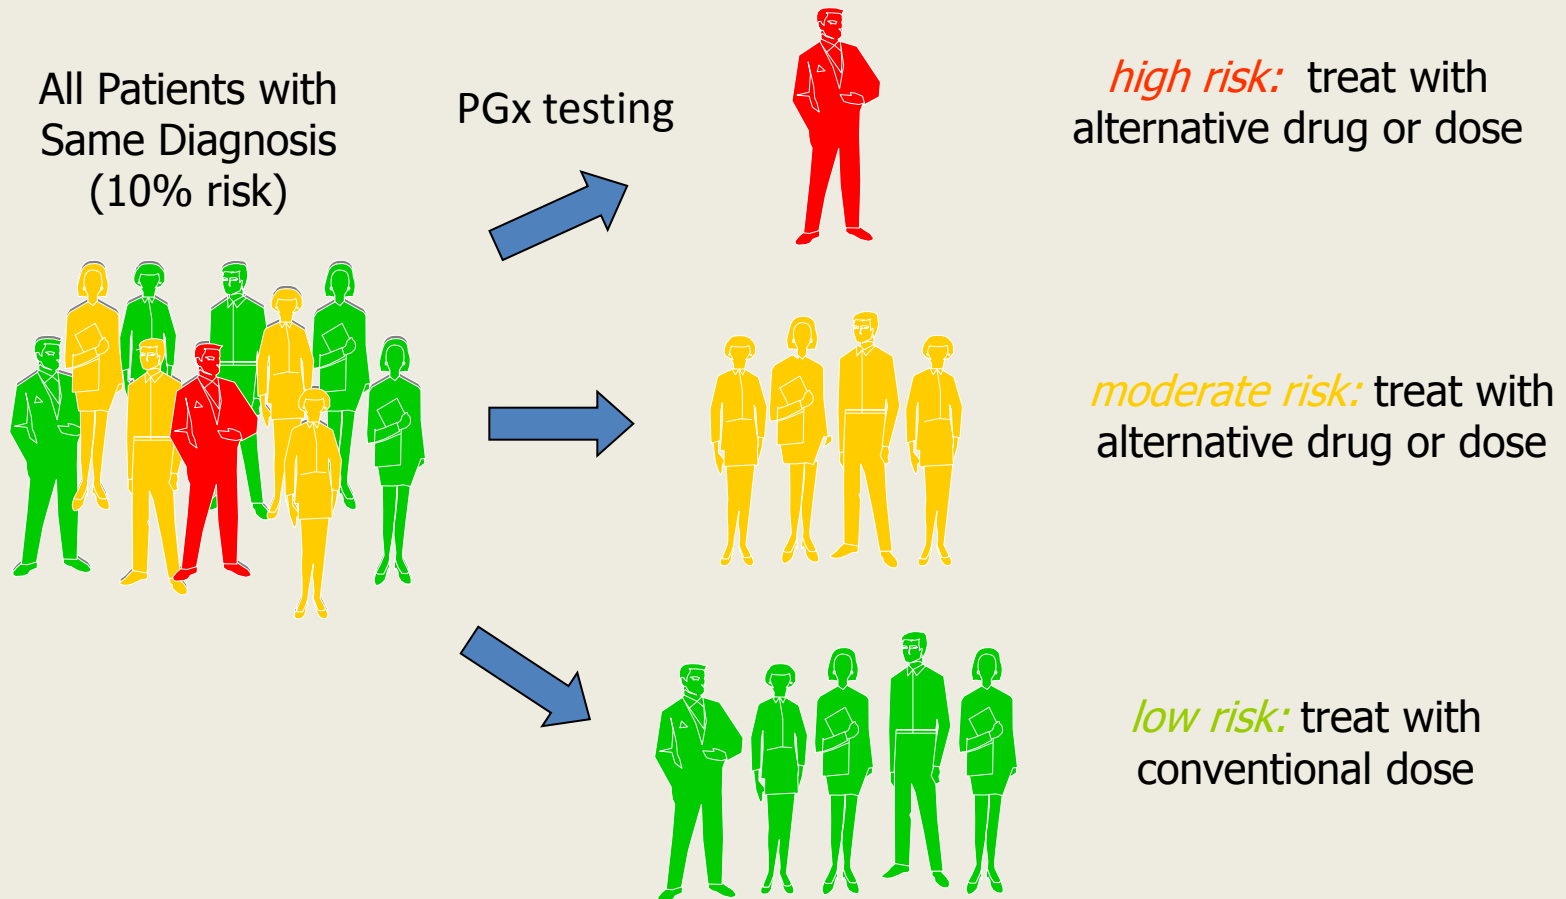 All Patients with
Same Diagnosis
(10% risk)
PGx testing
high risk: treat with
alternative drug or dose
moderate risk: treat with
alternative drug or dose
low risk: treat with
conventional dose